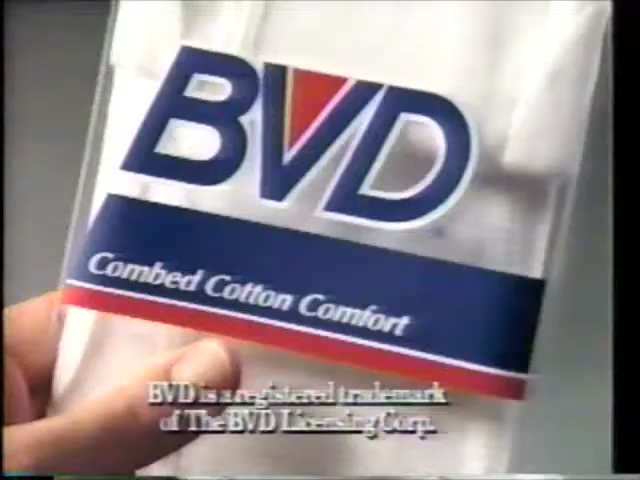 BVD
Combed Cotton Comfort
BVD is a registered trademark
of The BVD Licensing Corp.